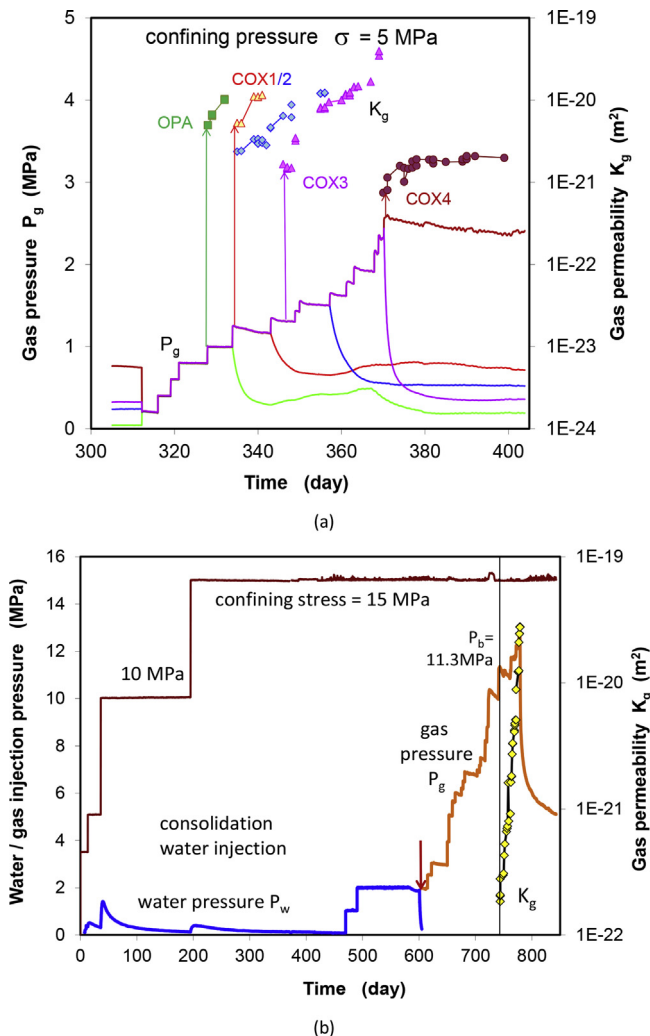 confining pressure σ = 5 MPa
COX1/2
OPA
Kg
COX3
COX4
Pg
Gas pressure Pg (MPa)
5
4
3
2
1
0
1E-19
1E-20
1E-21
1E-22
1E-23
1E-24
Gas permeability Kg (m²)
300
320
340
360
380
400
Time (day)
(a)
confining stress = 15 MPa
10 MPa
Pb=
11.3MPa
gas
pressure
Pg
consolidation
water injection
water pressure Pw
Kg
Water / gas injection pressure (MPa)
16
14
12
10
8
6
4
2
0
1E-19
1E-20
1E-21
1E-22
Gas permeability Kg (m²)
0
100
200
300
400
500
600
700
800
Time (day)
(b)